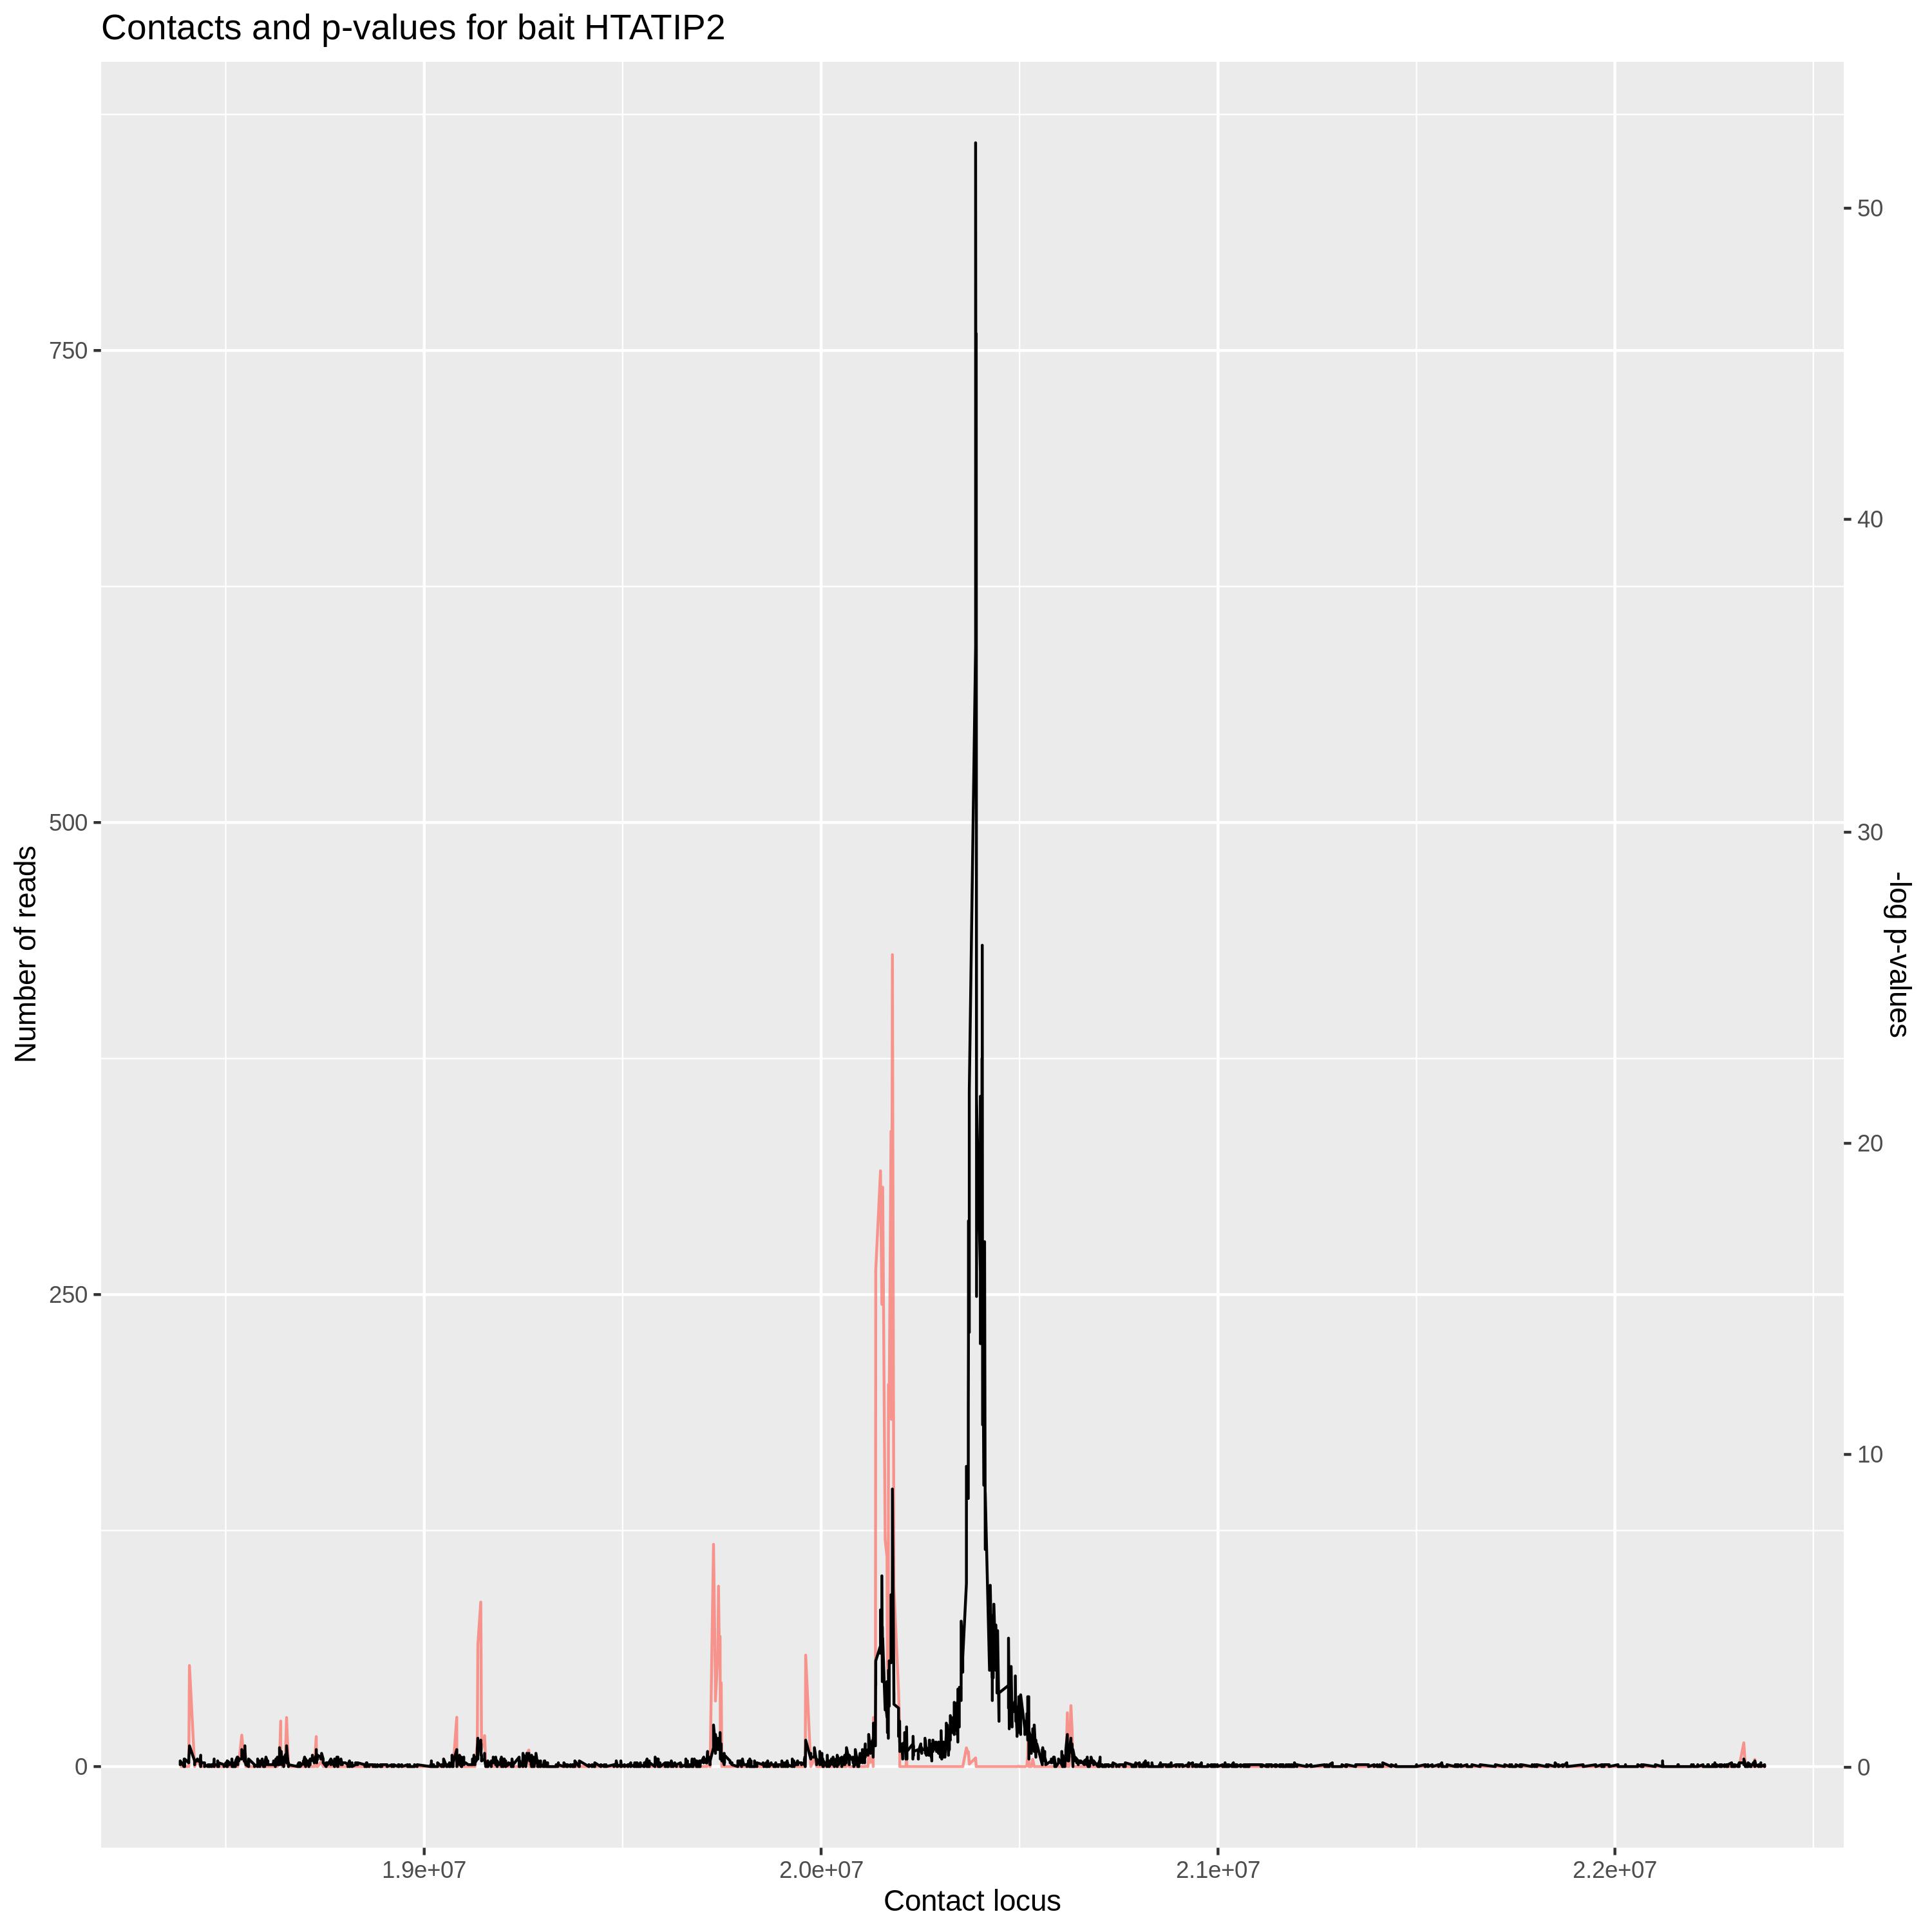 Contacts and p-values for bait HTATIP2
Number of reads
750
500
250
0
50
40
30
20
10
0
-log p-values
1.9e+07
2.0e+07
2.1e+07
2.2e+07
Contact locus